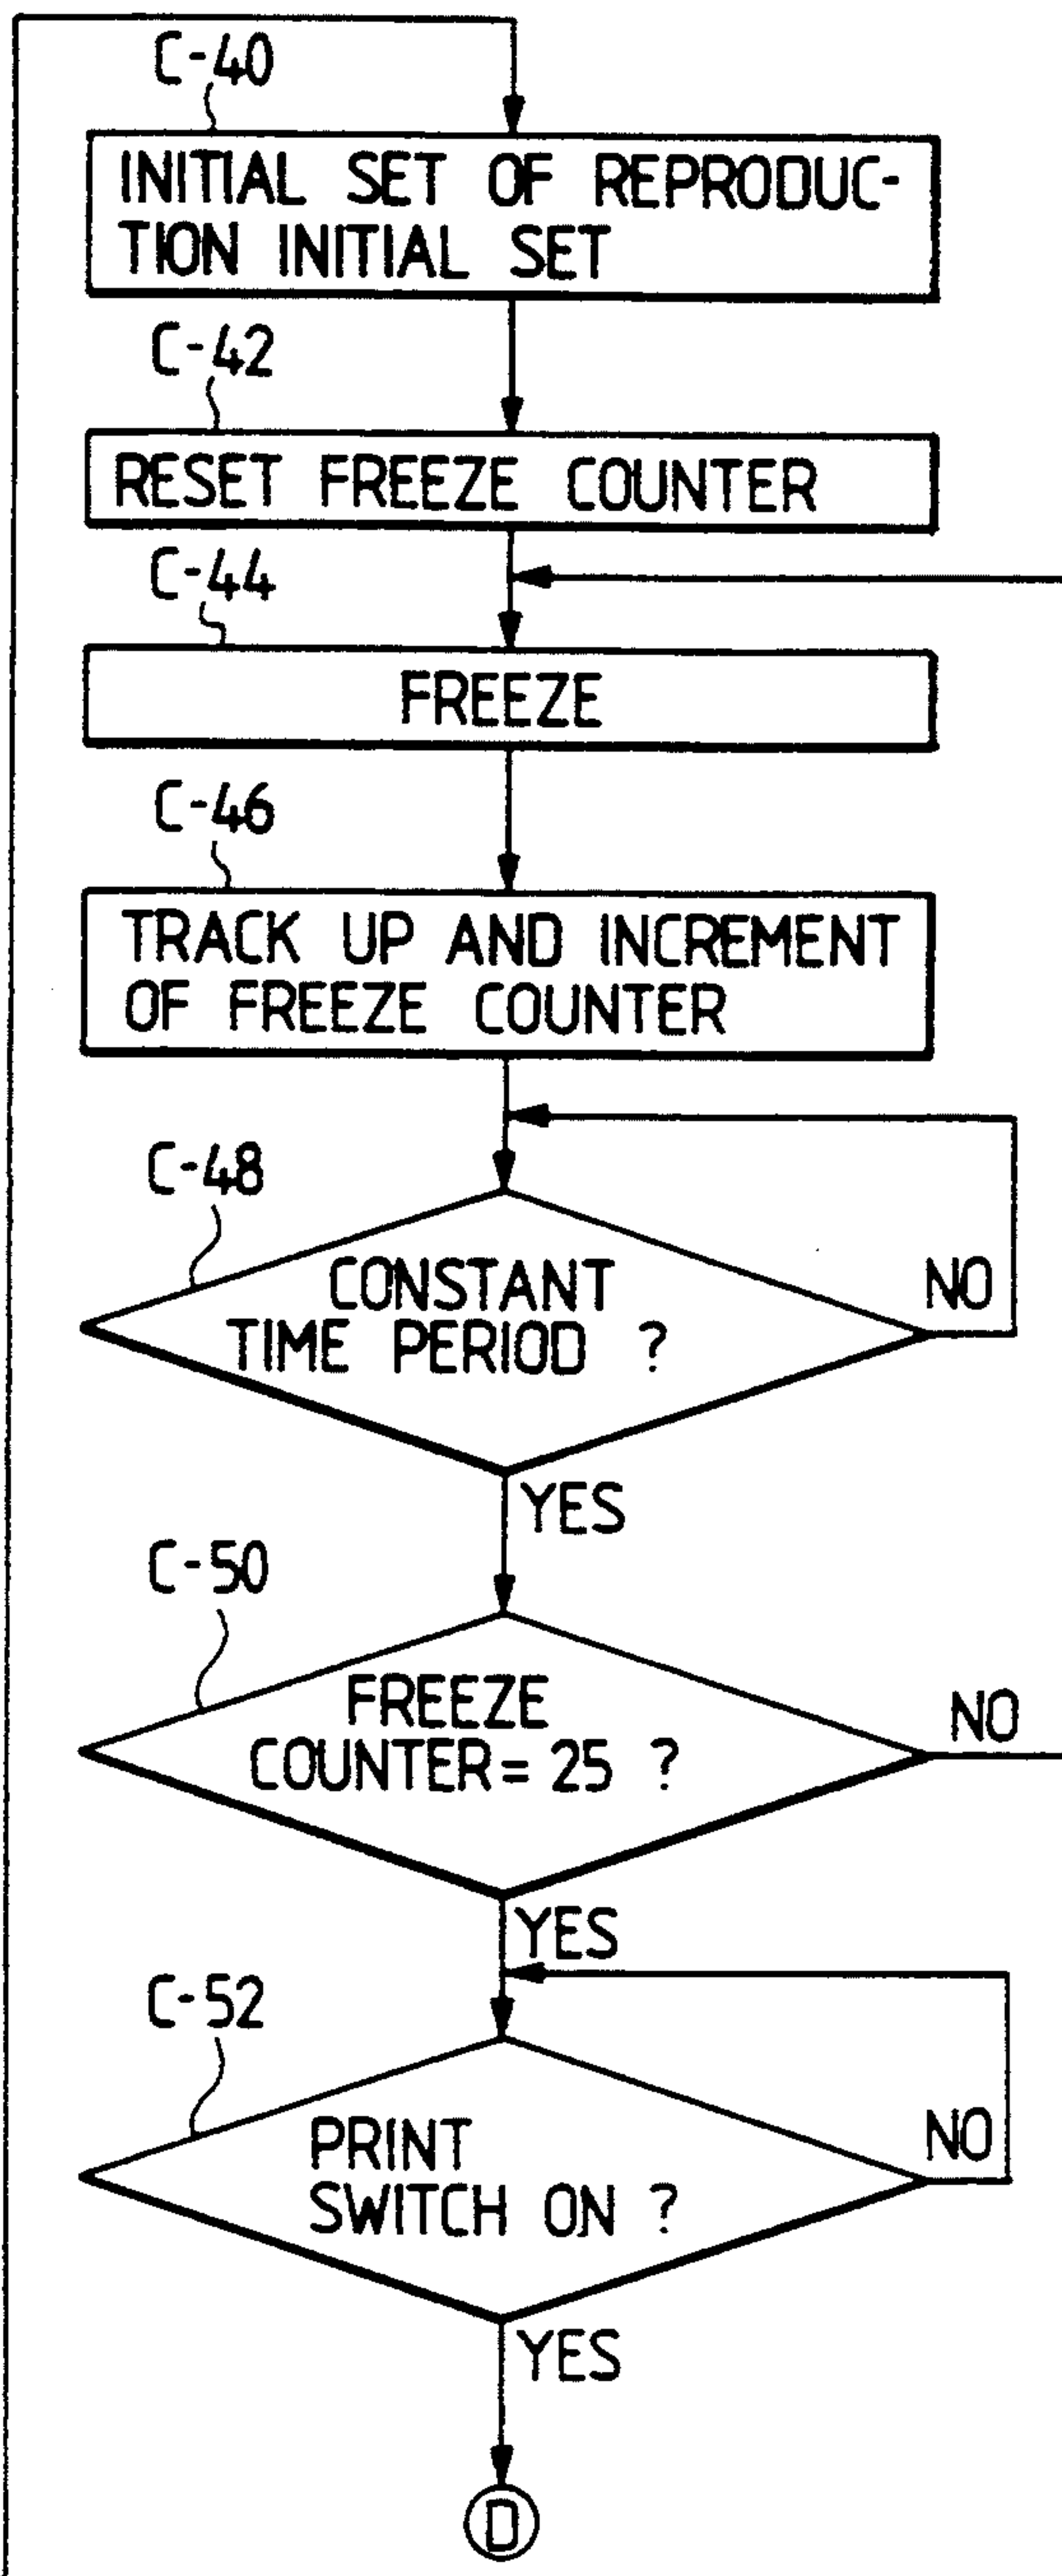 C-40
INITIAL SET OF REPRODUC-
TION INITIAL SET
C-42
RESET FREEZE COUNTER
C-44
FREEZE
C-46
TRACK UP AND INCREMENT
OF FREEZE COUNTER
C-48
CONSTANT
TIME PERIOD ?
NO
YES
C-50
FREEZE
COUNTER = 25 ?
NO
YES
C-52
PRINT
SWITCH ON ?
NO
YES
D